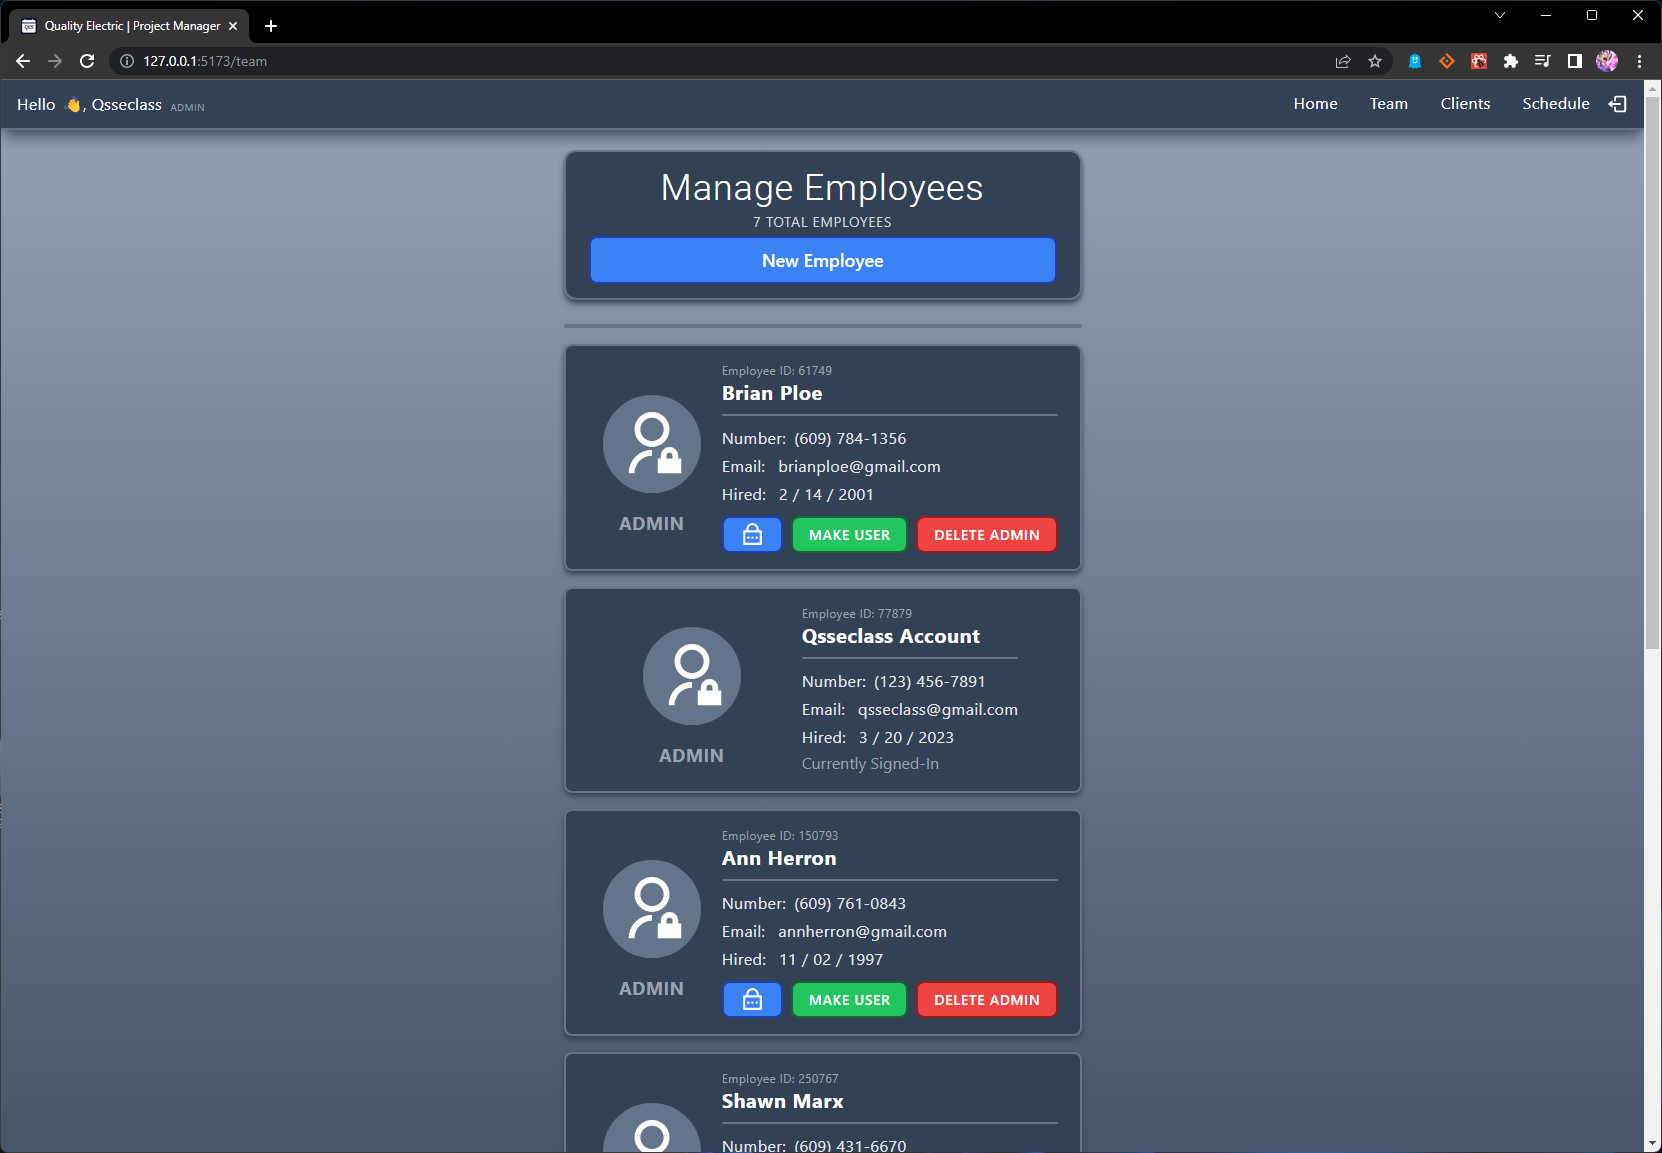 Quality Electric | Project Manager
127.0.0.1:5173/team
Hello 👋, Qsseclass ADMIN
Home Team Clients Schedule
Manage Employees
7 TOTAL EMPLOYEES
New Employee
Employee ID: 61749
Brian Ploe
Number: (609) 784-1356
Email: brianploe@gmail.com
Hired: 2 / 14 / 2001
ADMIN
MAKE USER DELETE ADMIN
Employee ID: 77879
Qsseclass Account
Number: (123) 456-7891
Email: qsseclass@gmail.com
Hired: 3 / 20 / 2023
ADMIN
Currently Signed-In
Employee ID: 150793
Ann Herron
Number: (609) 761-0843
Email: annherron@gmail.com
Hired: 11 / 02 / 1997
ADMIN
MAKE USER DELETE ADMIN
Employee ID: 250767
Shawn Marx
Number: (609) 431-6670